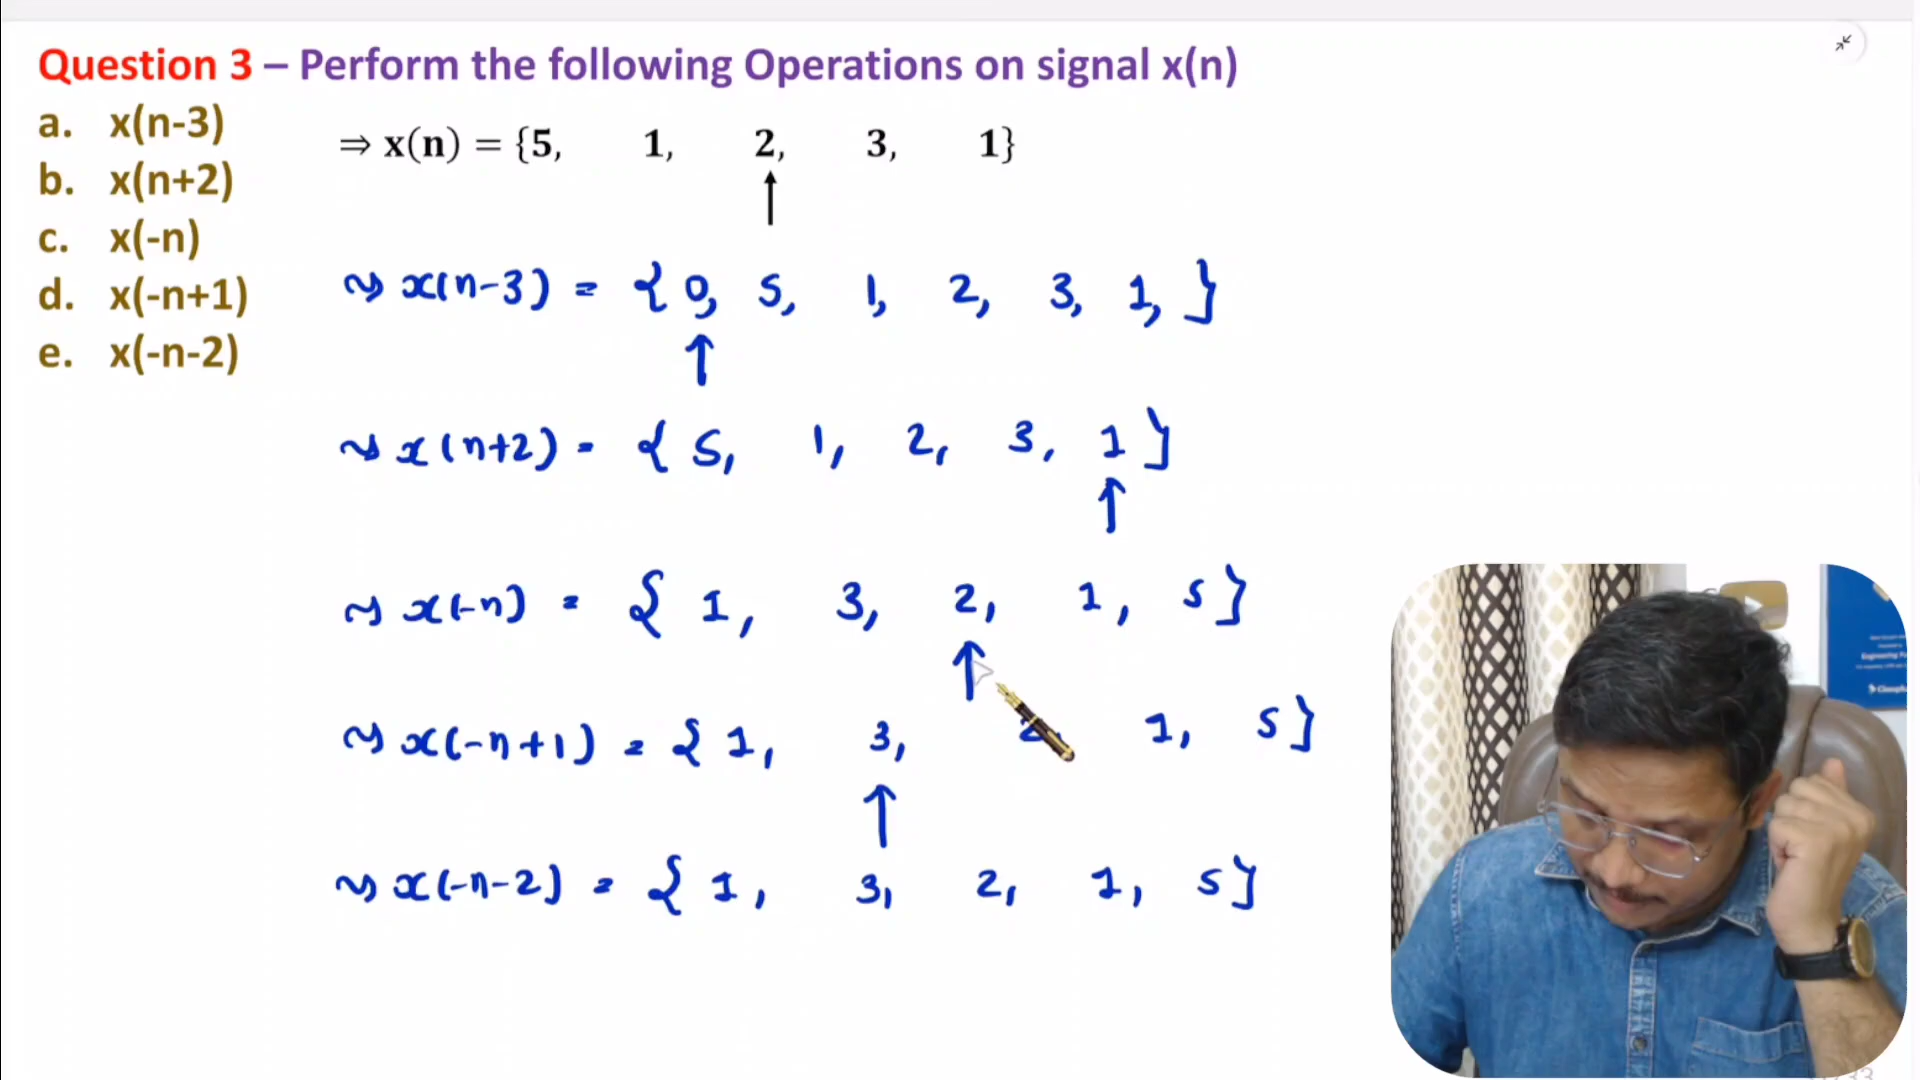 Question 3 – Perform the following Operations on signal x(n)
a. x(n-3)
b. x(n+2)
c. x(-n)
d. x(-n+1)
e. x(-n-2)
⇒ x(n) = {5, 1, 2, 3, 1}
↑
x(n-3) = { 0, 5, 1, 2, 3, 1, }
↑
x(n+2) = { 5, 1, 2, 3, 1 }
↑
x(-n) = { 1, 3, 2, 1, 5 }
↑
x(-n+1) = { 1, 3, 2, 1, 5 }
↑
x(-n-2) = { 1, 3, 2, 1, 5 }